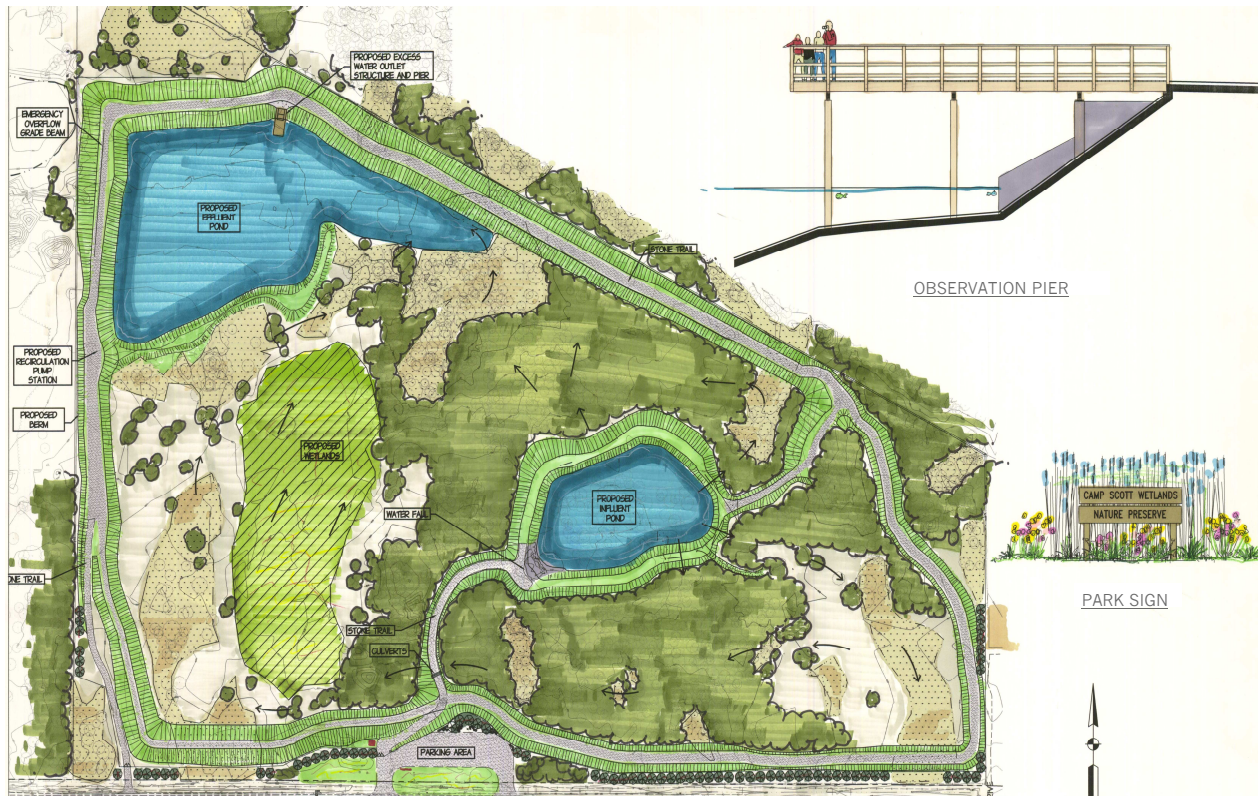 PROPOSED EXCESS
WATER OUTLET
STRUCTURE AND PIER
EMERGENCY
OVERFLOW
GRADE BEAM
PROPOSED
EFFLUENT
POND
STONE TRAIL
OBSERVATION PIER
PROPOSED
RECIRCULATION
PUMP
STATION
PROPOSED
BERM
PROPOSED
WETLANDS
PROPOSED
INFLUENT
POND
WATER FALL
CAMP SCOTT WETLANDS
NATURE PRESERVE
PARK SIGN
ONE TRAIL
STONE TRAIL
CULVERTS
PARKING AREA